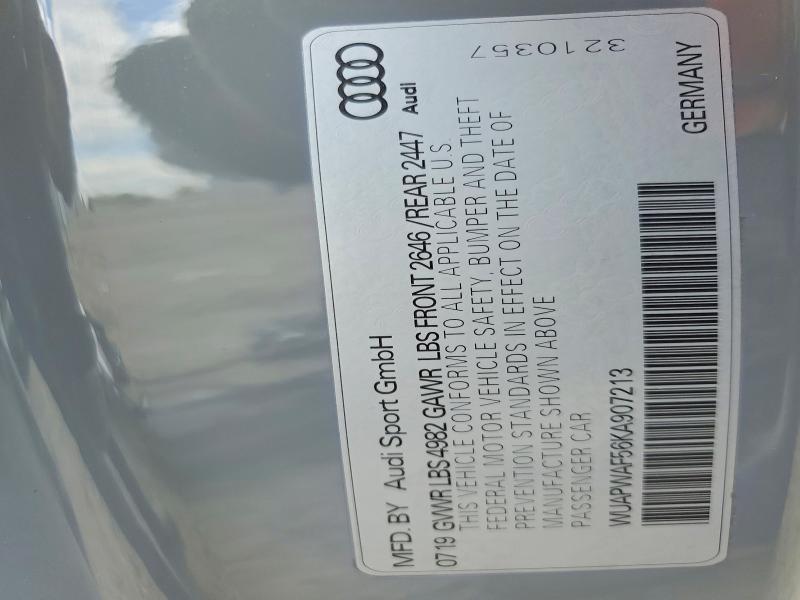 MFD. BY Audi Sport GmbH
Audi
0719 GVWR LBS 4982 GAWR LBS FRONT 2646 /REAR 2447
THIS VEHICLE CONFORMS TO ALL APPLICABLE U.S.
FEDERAL MOTOR VEHICLE SAFETY, BUMPER AND THEFT
PREVENTION STANDARDS IN EFFECT ON THE DATE OF
MANUFACTURE SHOWN ABOVE
PASSENGER CAR
WUAPWAF56KA907213
GERMANY
3210357